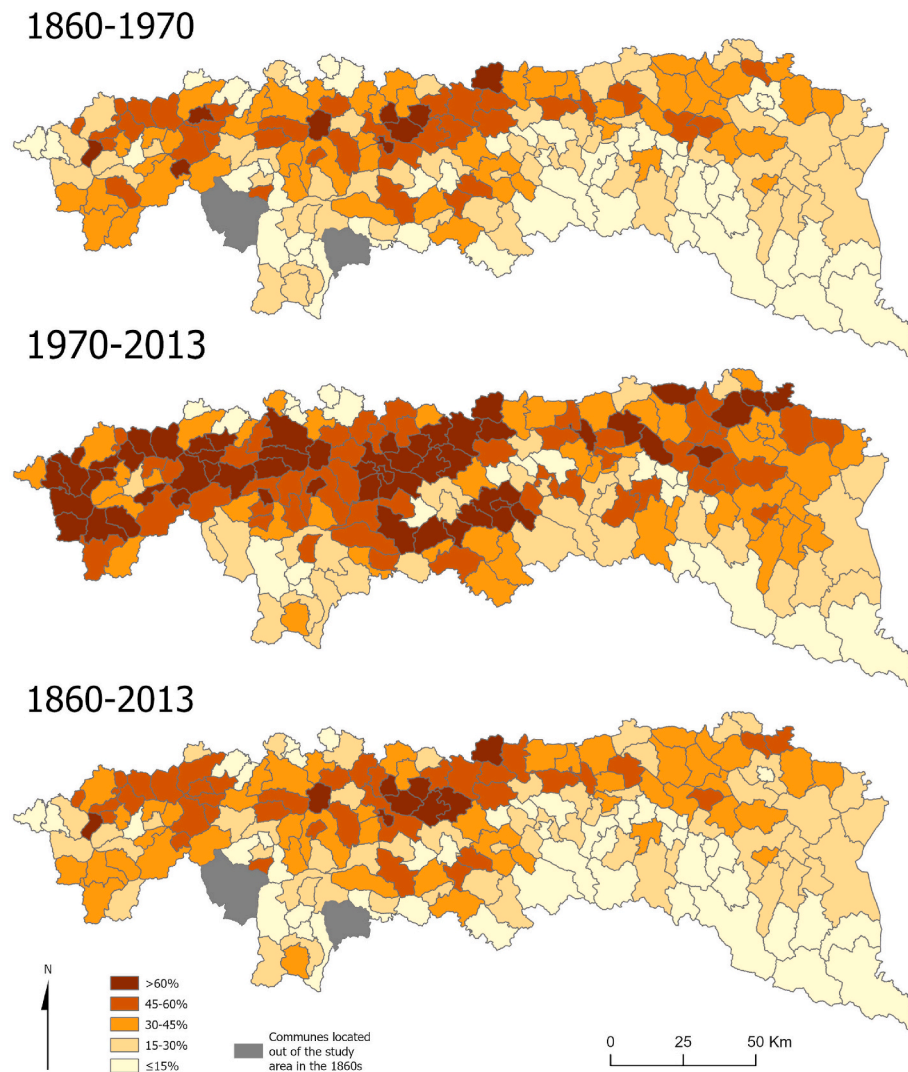 1860-1970
1970-2013
1860-2013
N
>60%
45-60%
30-45%
15-30%
≤15%
Communes located
out of the study
area in the 1860s
0 25 50 Km